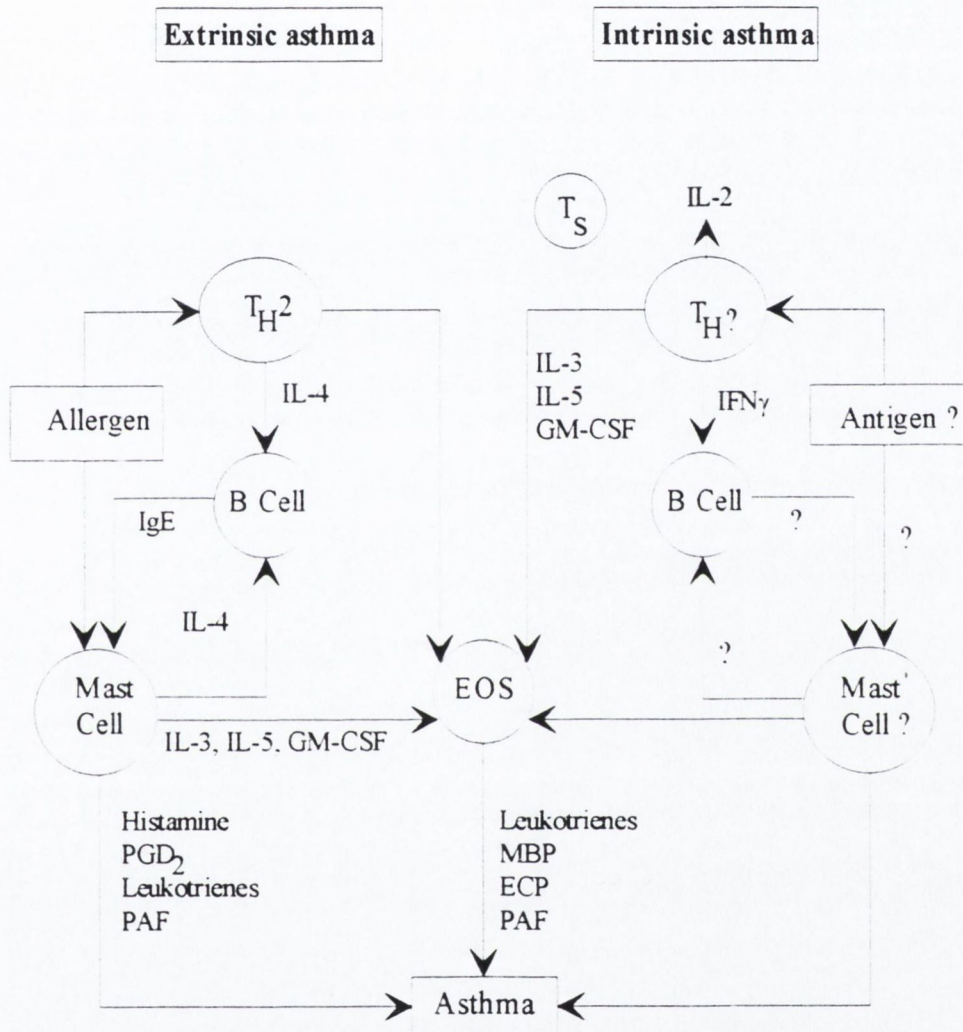 Extrinsic asthma
Intrinsic asthma
T_S
IL-2
T_H2
T_H?
IL-4
IL-3
IL-5
GM-CSF
IFNγ
Allergen
Antigen ?
B Cell
B Cell
IgE
?
?
IL-4
?
Mast
Cell
EOS
Mast
Cell ?
IL-3, IL-5, GM-CSF
Histamine
PGD₂
Leukotrienes
PAF
Leukotrienes
MBP
ECP
PAF
Asthma